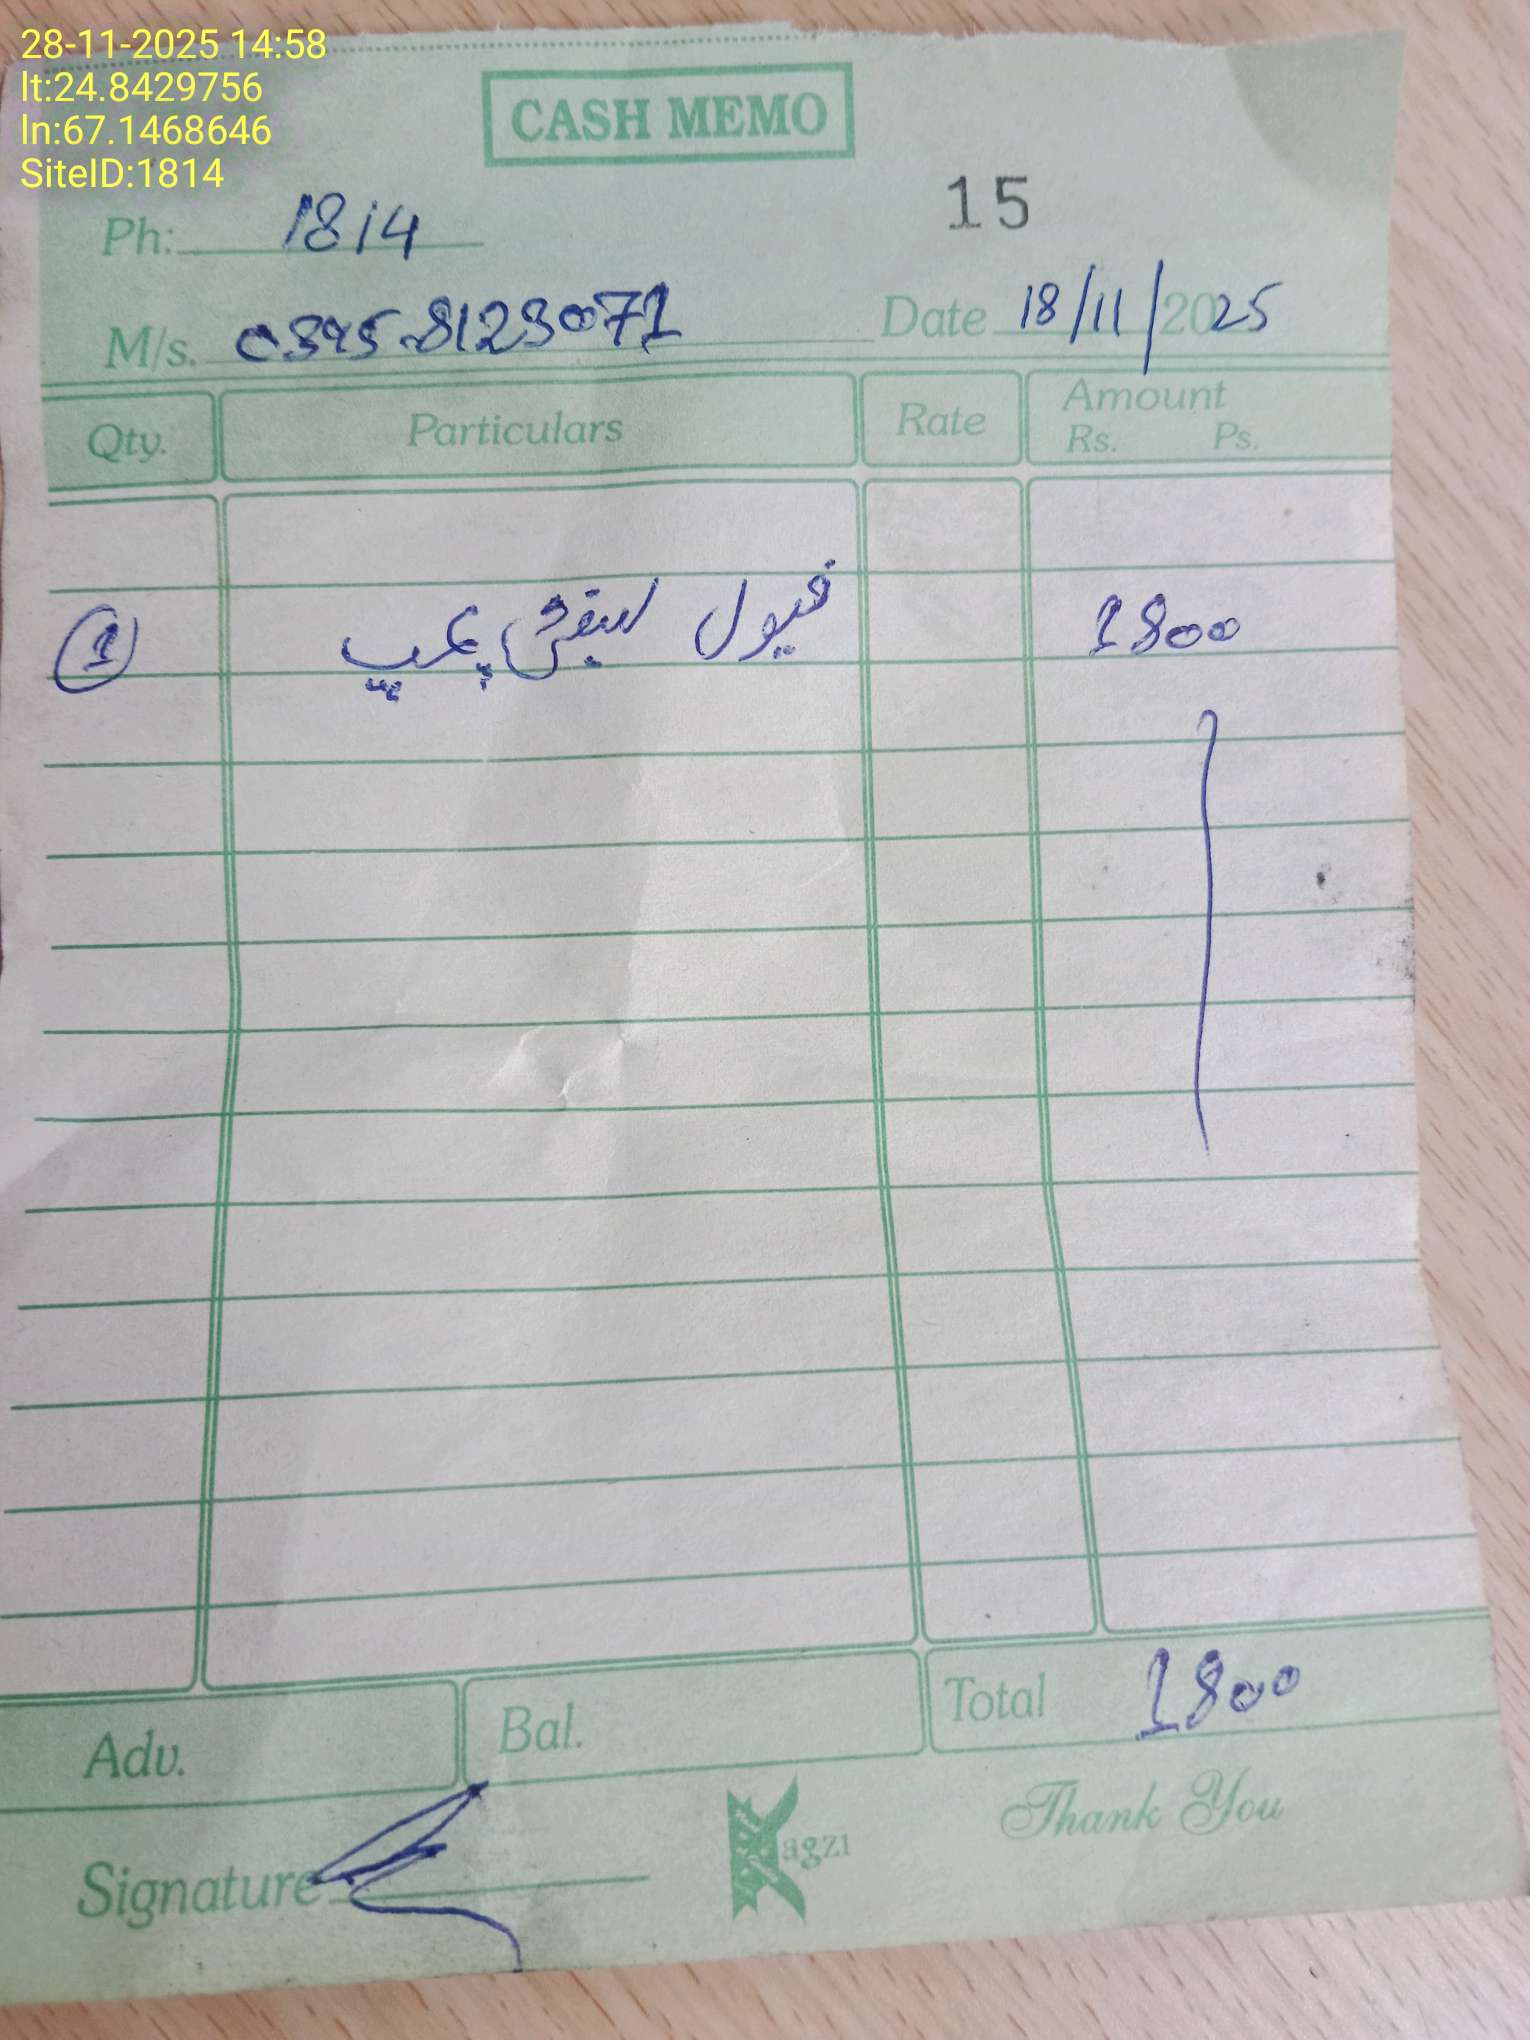 28-11-2025 14:58
lt:24.8429756
ln:67.1468646
SiteID:1814
CASH MEMO
15
Ph: 1814
M/s. 0345-8123071 Date 18/11/2025
Qty. Particulars Rate Amount
Rs. Ps.
1 فیول لیفٹ پمپ 1800
Adv. Bal. Total 1800
Signature
Kagzi
Thank You